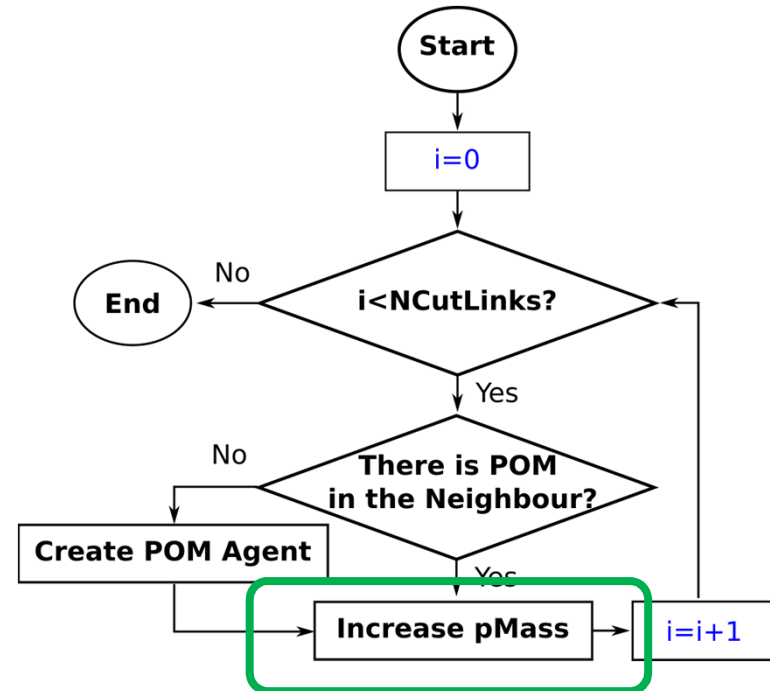 Start
i=0
No
i<NCutLinks?
End
Yes
There is POM
in the Neighbour?
No
Create POM Agent
Yes
Increase pMass
i=i+1